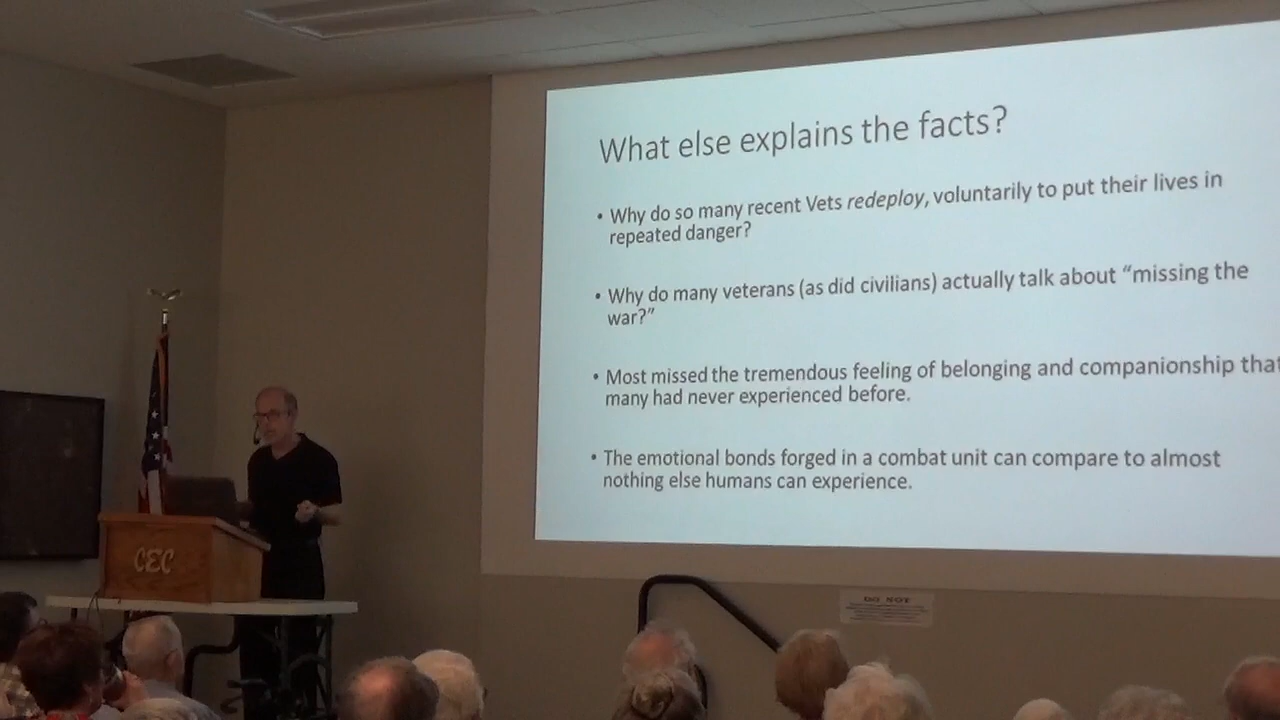 What else explains the facts?
• Why do so many recent Vets redeploy, voluntarily to put their lives in
repeated danger?
• Why do many veterans (as did civilians) actually talk about “missing the
war?”
• Most missed the tremendous feeling of belonging and companionship that
many had never experienced before.
• The emotional bonds forged in a combat unit can compare to almost
nothing else humans can experience.
CEC
DO NOT